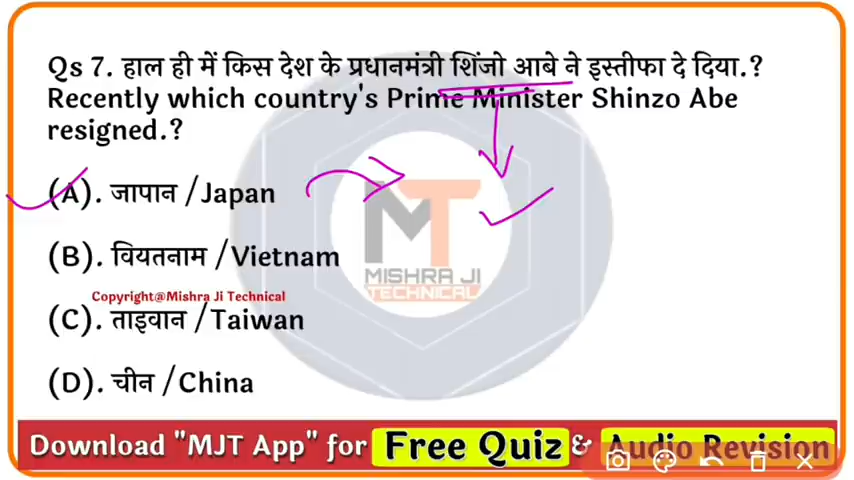 Qs 7. हाल ही में किस देश के प्रधानमंत्री शिंजो आबे ने इस्तीफा दे दिया.?
Recently which country's Prime Minister Shinzo Abe
resigned.?
(A). जापान /Japan
(B). वियतनाम /Vietnam
Copyright@Mishra Ji Technical
(C). ताइवान /Taiwan
(D). चीन /China
MT
MISHRA JI
TECHNICAL
Download "MJT App" for Free Quiz & Audio Revision